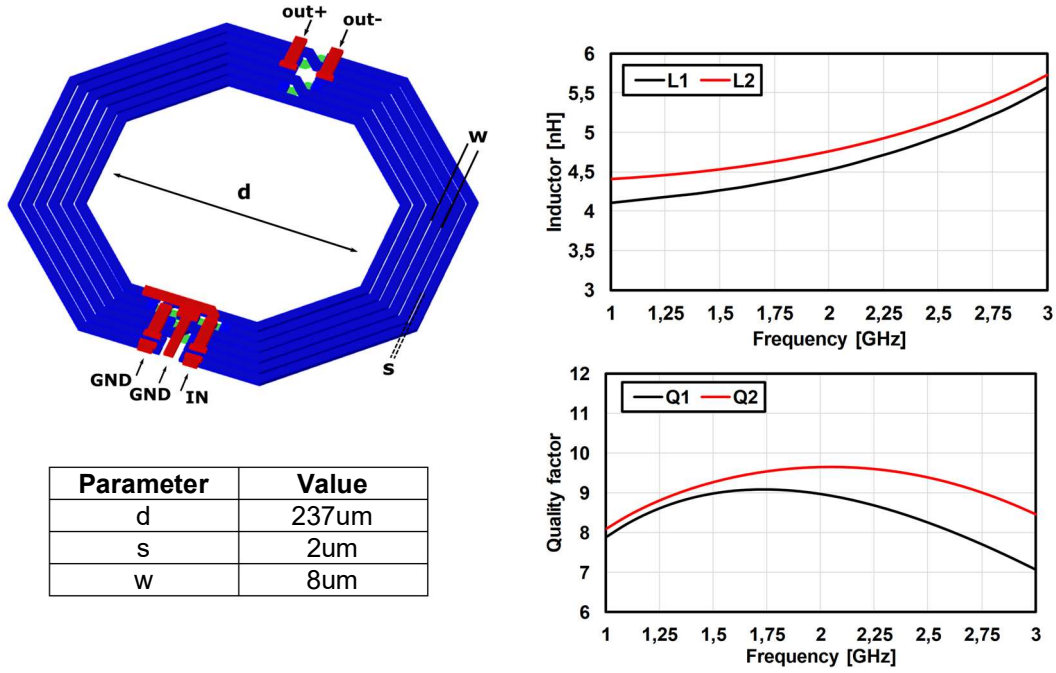 out+
out-
w
d
s
GND
GND
IN
Parameter Value
d 237um
s 2um
w 8um
L1 L2
Inductor [nH]
6
5,5
5
4,5
4
3,5
3
1 1,25 1,5 1,75 2 2,25 2,5 2,75 3
Frequency [GHz]
Q1 Q2
Quality factor
12
11
10
9
8
7
6
1 1,25 1,5 1,75 2 2,25 2,5 2,75 3
Frequency [GHz]